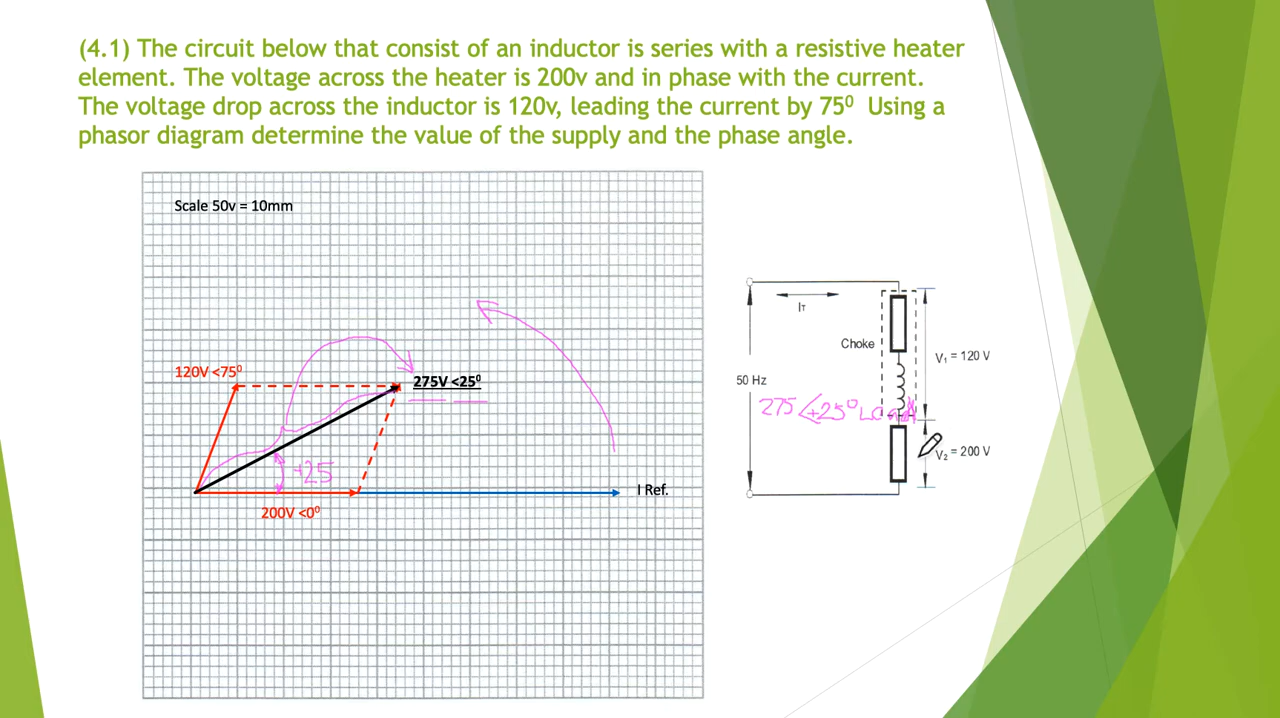 (4.1) The circuit below that consist of an inductor is series with a resistive heater
element. The voltage across the heater is 200v and in phase with the current.
The voltage drop across the inductor is 120v, leading the current by 75⁰ Using a
phasor diagram determine the value of the supply and the phase angle.
Scale 50v = 10mm
120V <75⁰
275V <25⁰
+25
200V <0⁰
I Ref.
IT
Choke
V1 = 120 V
50 Hz
275 <+25⁰
V2 = 200 V